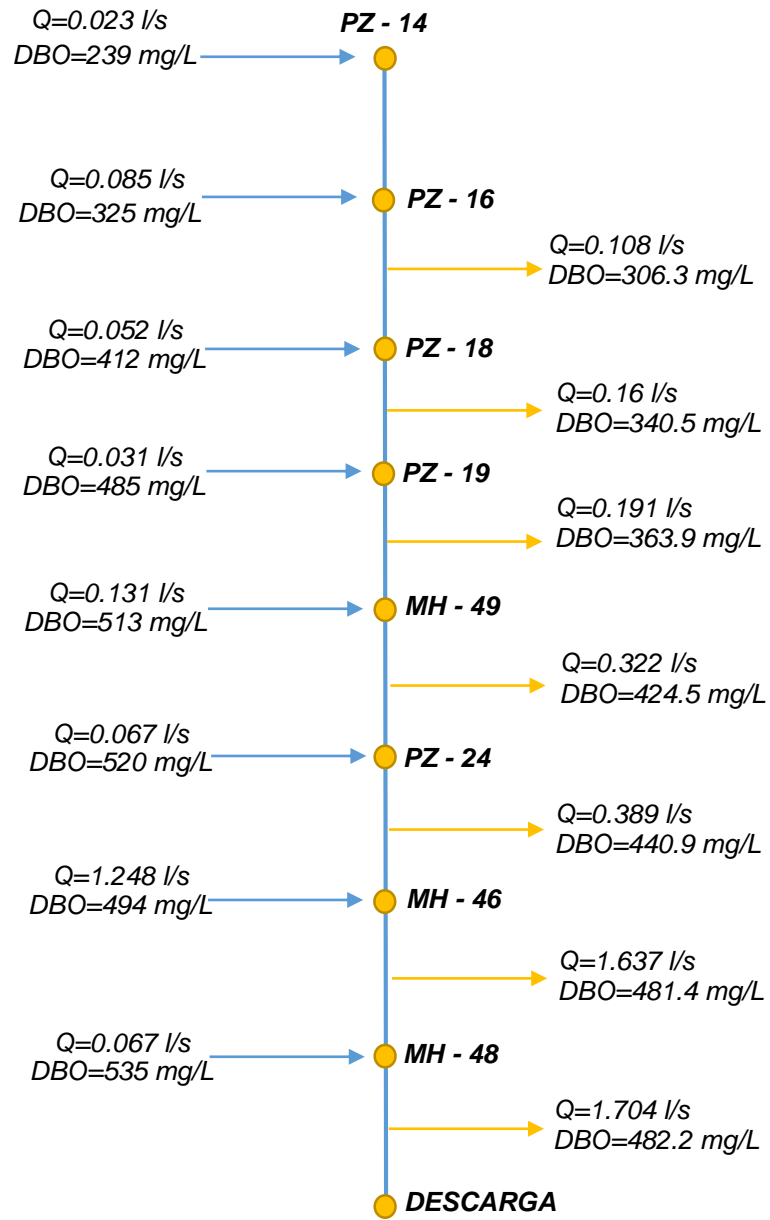 Q=0.023 l/s
DBO=239 mg/L
PZ - 14
Q=0.085 l/s
DBO=325 mg/L
PZ - 16
Q=0.108 l/s
DBO=306.3 mg/L
Q=0.052 l/s
DBO=412 mg/L
PZ - 18
Q=0.16 l/s
DBO=340.5 mg/L
Q=0.031 l/s
DBO=485 mg/L
PZ - 19
Q=0.191 l/s
DBO=363.9 mg/L
Q=0.131 l/s
DBO=513 mg/L
MH - 49
Q=0.322 l/s
DBO=424.5 mg/L
Q=0.067 l/s
DBO=520 mg/L
PZ - 24
Q=0.389 l/s
DBO=440.9 mg/L
Q=1.248 l/s
DBO=494 mg/L
MH - 46
Q=1.637 l/s
DBO=481.4 mg/L
Q=0.067 l/s
DBO=535 mg/L
MH - 48
Q=1.704 l/s
DBO=482.2 mg/L
DESCARGA